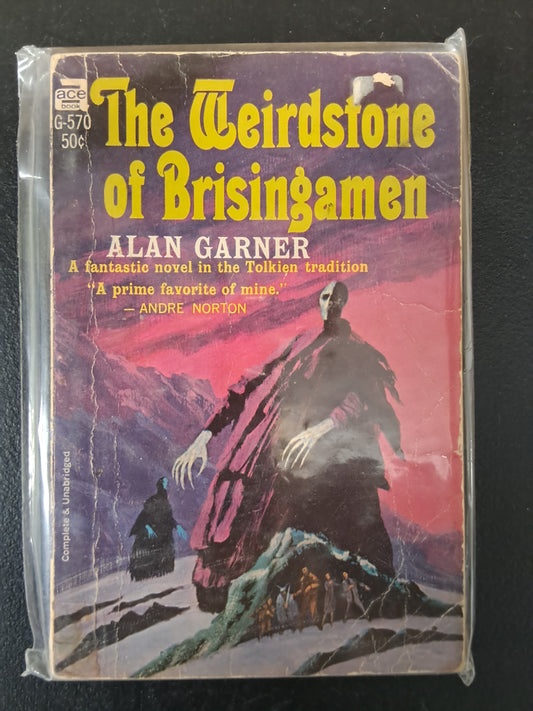 ace
book
G-570
50¢
The Weirdstone
of Brisingamen
ALAN GARNER
A fantastic novel in the Tolkien tradition
"A prime favorite of mine."
— ANDRE NORTON
Complete & Unabridged